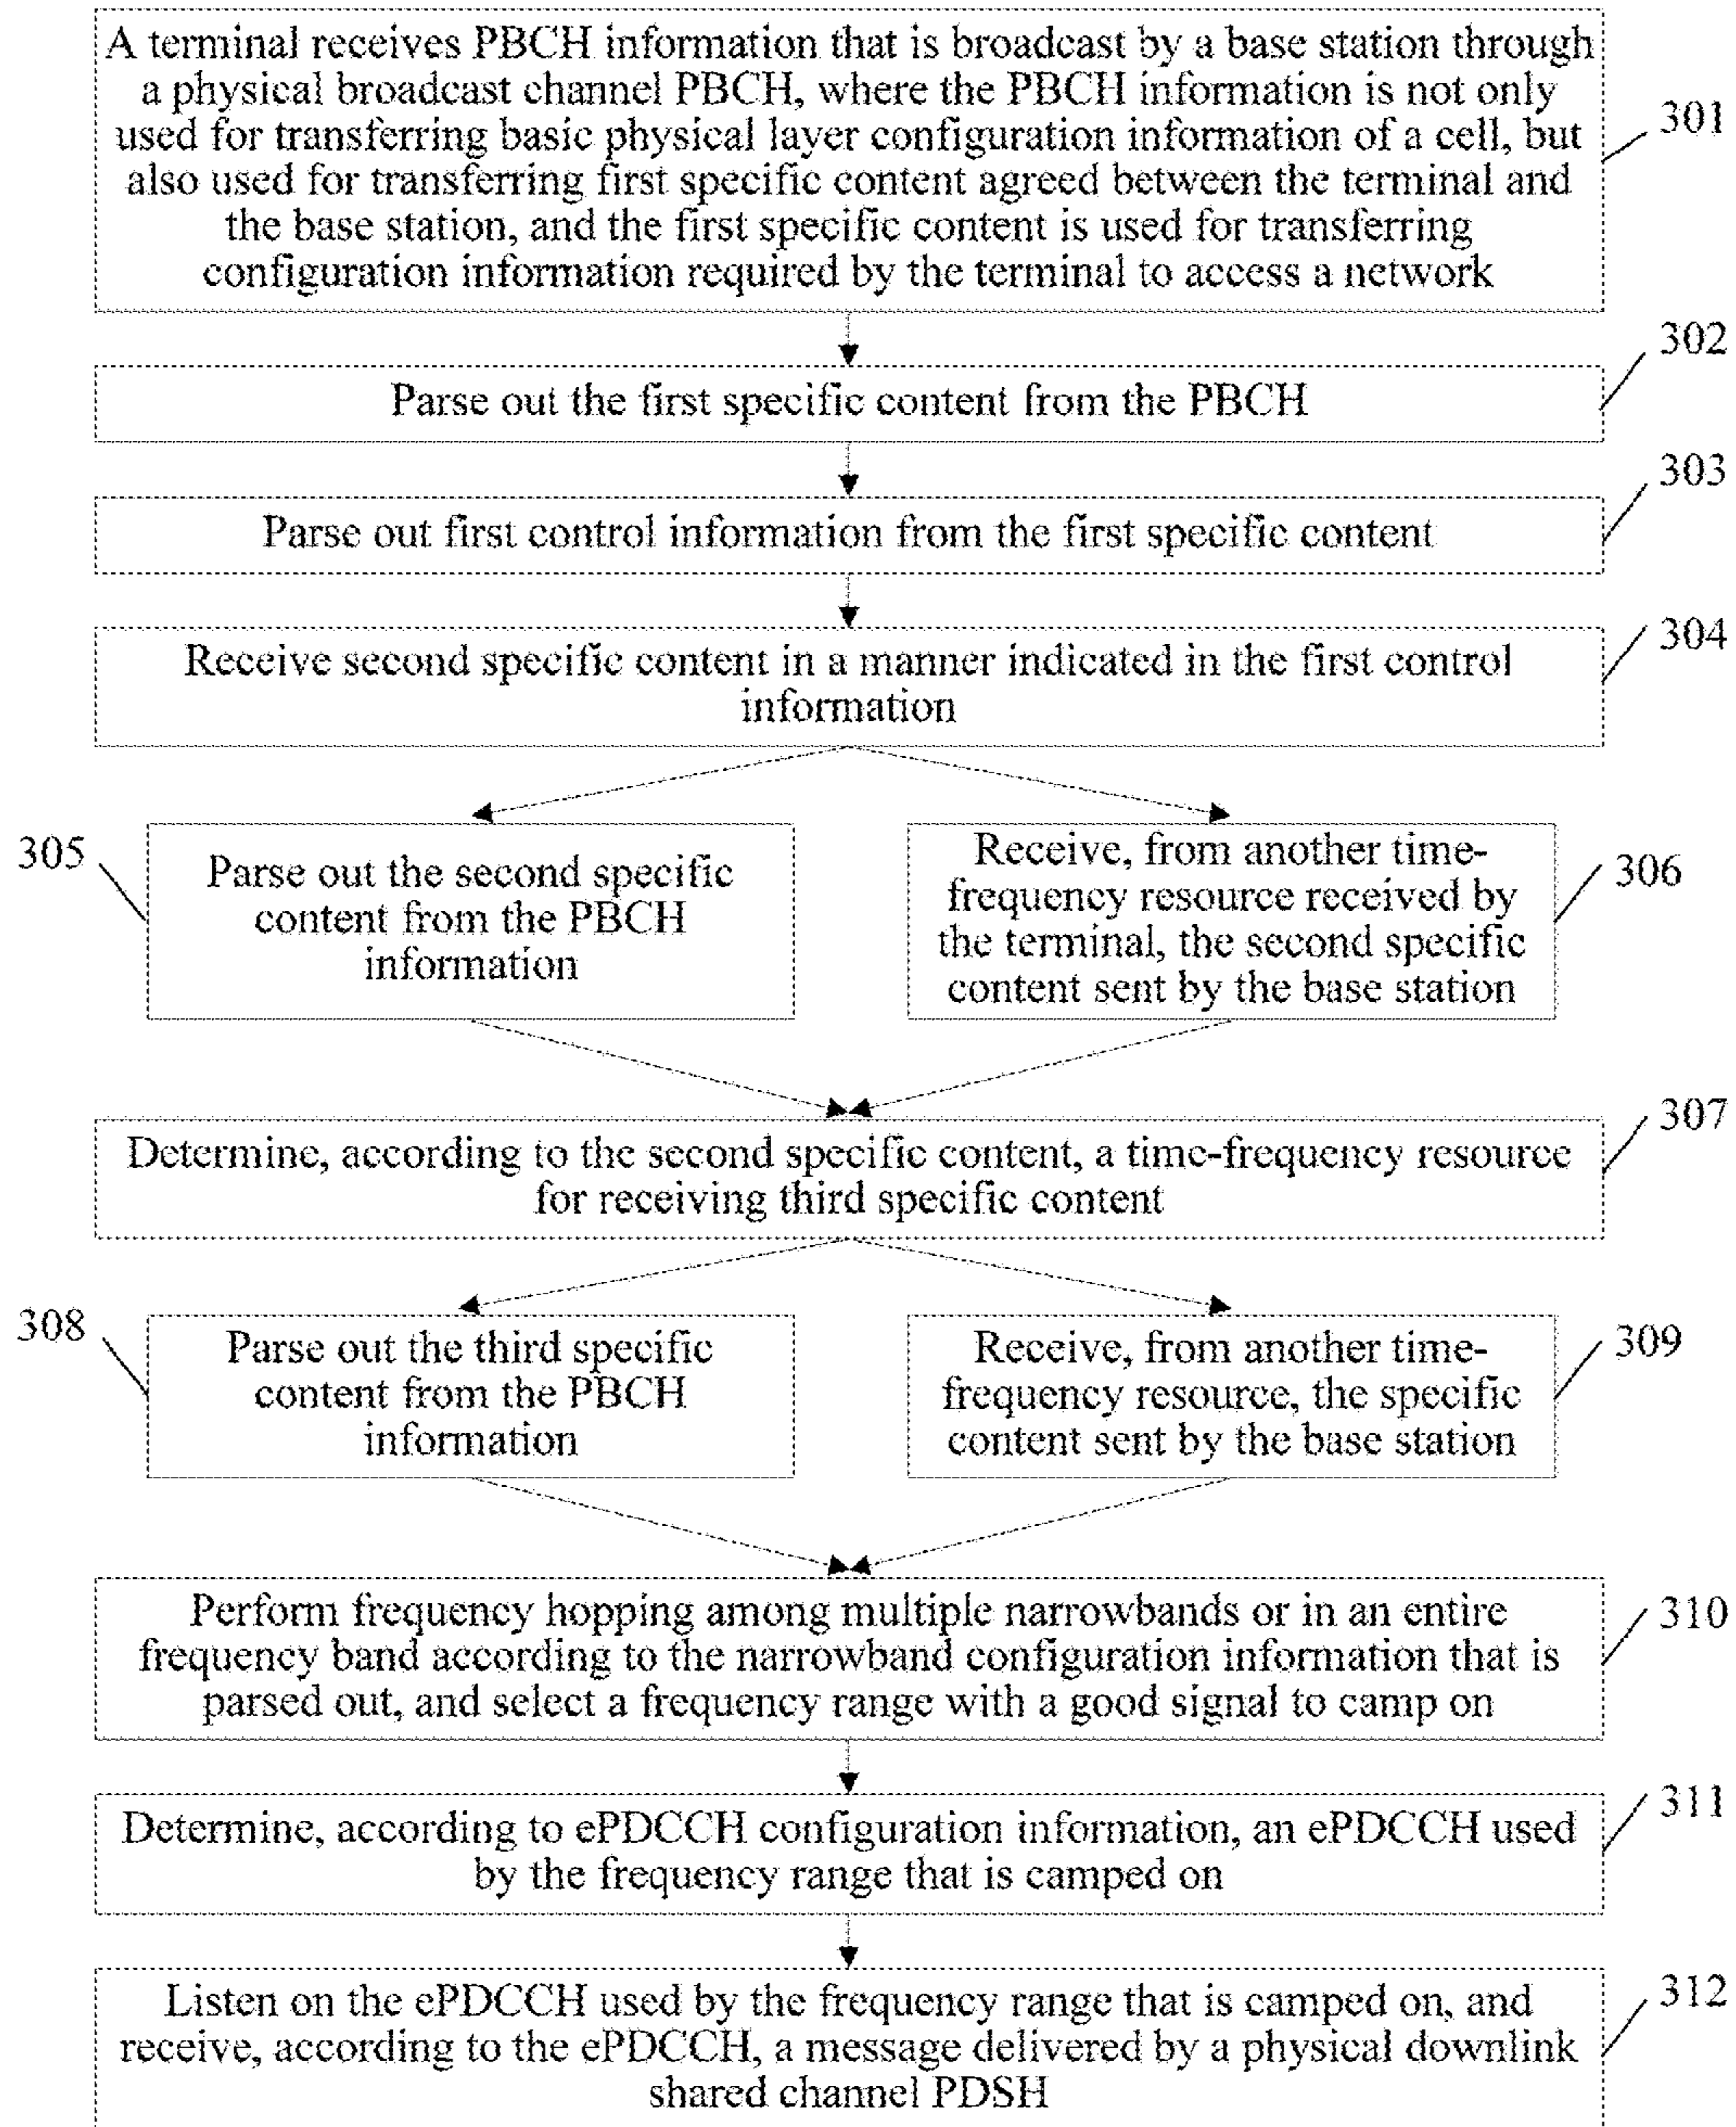 A terminal receives PBCH information that is broadcast by a base station through
a physical broadcast channel PBCH, where the PBCH information is not only
used for transferring basic physical layer configuration information of a cell, but
also used for transferring first specific content agreed between the terminal and
the base station, and the first specific content is used for transferring
configuration information required by the terminal to access a network
301
302
Parse out the first specific content from the PBCH
303
Parse out first control information from the first specific content
304
Receive second specific content in a manner indicated in the first control
information
305
Parse out the second specific
content from the PBCH
information
Receive, from another time-
frequency resource received by
the terminal, the second specific
content sent by the base station
306
307
Determine, according to the second specific content, a time-frequency resource
for receiving third specific content
308
Parse out the third specific
content from the PBCH
information
Receive, from another time-
frequency resource, the specific
content sent by the base station
309
Perform frequency hopping among multiple narrowbands or in an entire
frequency band according to the narrowband configuration information that is
parsed out, and select a frequency range with a good signal to camp on
310
311
Determine, according to ePDCCH configuration information, an ePDCCH used
by the frequency range that is camped on
312
Listen on the ePDCCH used by the frequency range that is camped on, and
receive, according to the ePDCCH, a message delivered by a physical downlink
shared channel PDSH